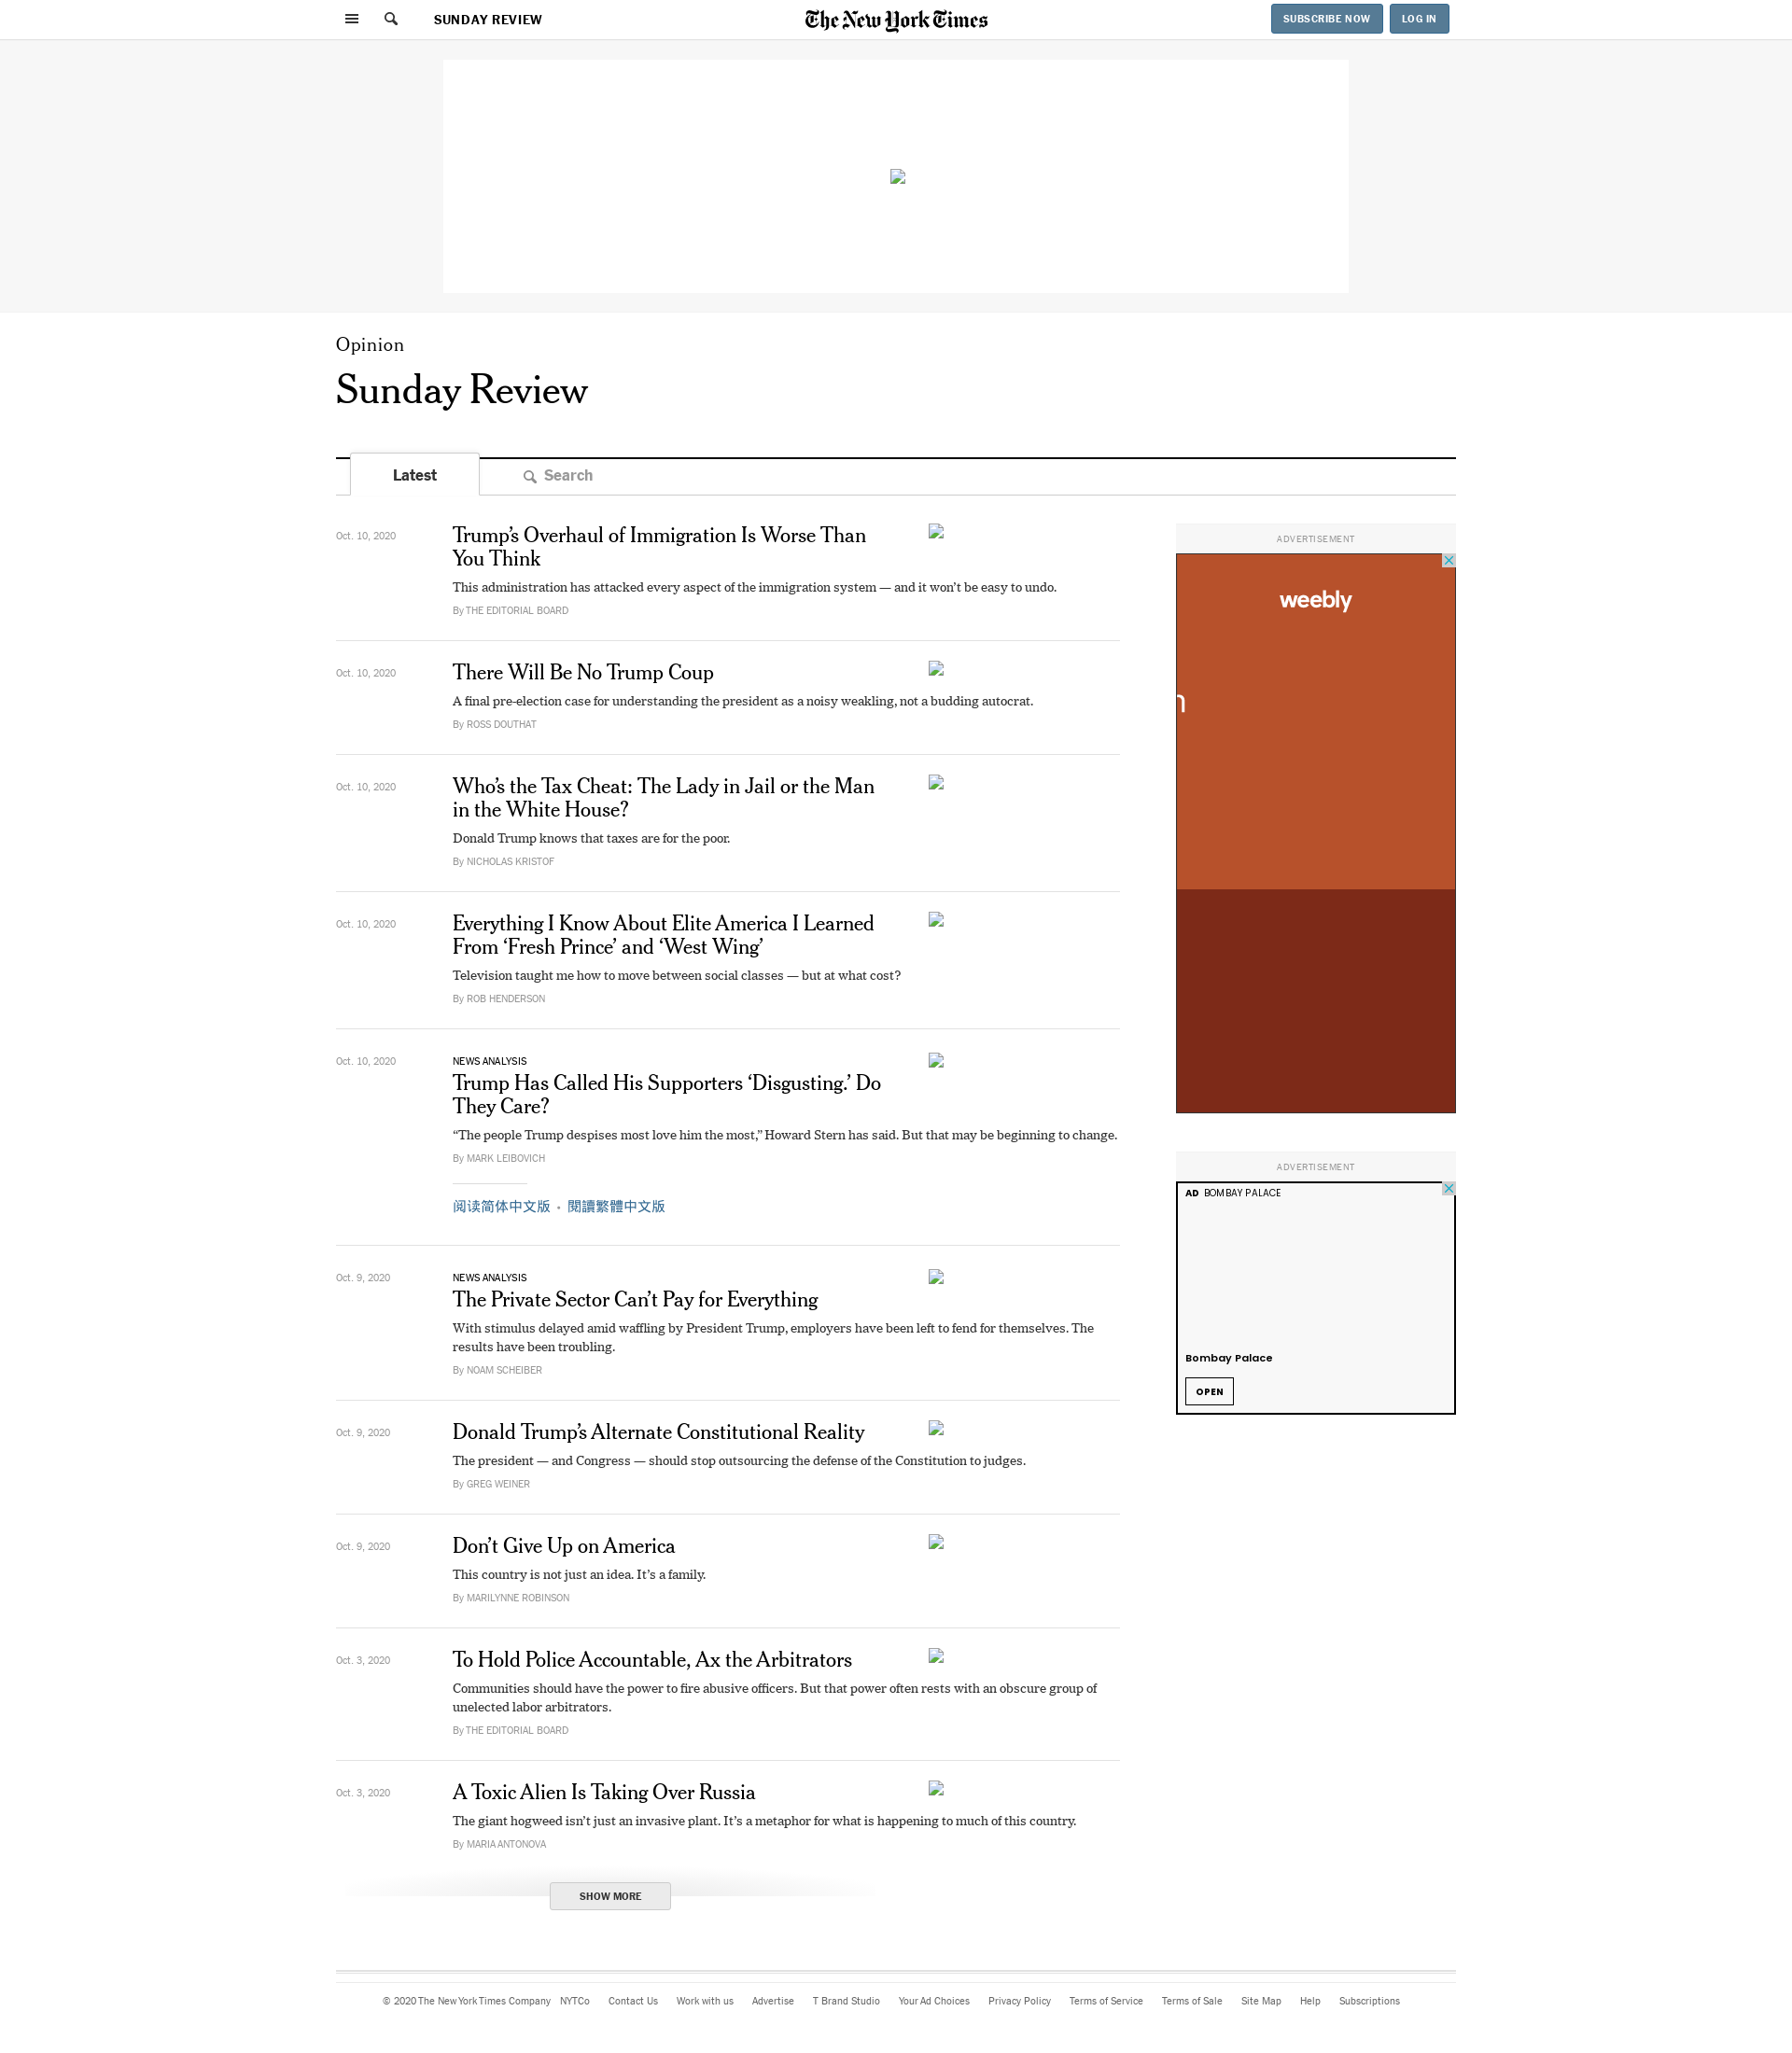 SUNDAY REVIEW
The New York Times
SUBSCRIBE NOW
LOG IN
Opinion
Sunday Review
Latest
Search
Oct. 10, 2020
Trump’s Overhaul of Immigration Is Worse Than
You Think
This administration has attacked every aspect of the immigration system — and it won’t be easy to undo.
By THE EDITORIAL BOARD
Oct. 10, 2020
There Will Be No Trump Coup
A final pre-election case for understanding the president as a noisy weakling, not a budding autocrat.
By ROSS DOUTHAT
Oct. 10, 2020
Who’s the Tax Cheat: The Lady in Jail or the Man
in the White House?
Donald Trump knows that taxes are for the poor.
By NICHOLAS KRISTOF
Oct. 10, 2020
Everything I Know About Elite America I Learned
From ‘Fresh Prince’ and ‘West Wing’
Television taught me how to move between social classes — but at what cost?
By ROB HENDERSON
Oct. 10, 2020
NEWS ANALYSIS
Trump Has Called His Supporters ‘Disgusting.’ Do
They Care?
“The people Trump despises most love him the most,” Howard Stern has said. But that may be beginning to change.
By MARK LEIBOVICH
阅读简体中文版 • 閱讀繁體中文版
Oct. 9, 2020
NEWS ANALYSIS
The Private Sector Can’t Pay for Everything
With stimulus delayed amid waffling by President Trump, employers have been left to fend for themselves. The
results have been troubling.
By NOAM SCHEIBER
Oct. 9, 2020
Donald Trump’s Alternate Constitutional Reality
The president — and Congress — should stop outsourcing the defense of the Constitution to judges.
By GREG WEINER
Oct. 9, 2020
Don’t Give Up on America
This country is not just an idea. It’s a family.
By MARILYNNE ROBINSON
Oct. 3, 2020
To Hold Police Accountable, Ax the Arbitrators
Communities should have the power to fire abusive officers. But that power often rests with an obscure group of
unelected labor arbitrators.
By THE EDITORIAL BOARD
Oct. 3, 2020
A Toxic Alien Is Taking Over Russia
The giant hogweed isn’t just an invasive plant. It’s a metaphor for what is happening to much of this country.
By MARIA ANTONOVA
SHOW MORE
ADVERTISEMENT
weebly
n
ADVERTISEMENT
AD BOMBAY PALACE
Bombay Palace
OPEN
© 2020 The New York Times Company NYTCo Contact Us Work with us Advertise T Brand Studio Your Ad Choices Privacy Policy Terms of Service Terms of Sale Site Map Help Subscriptions